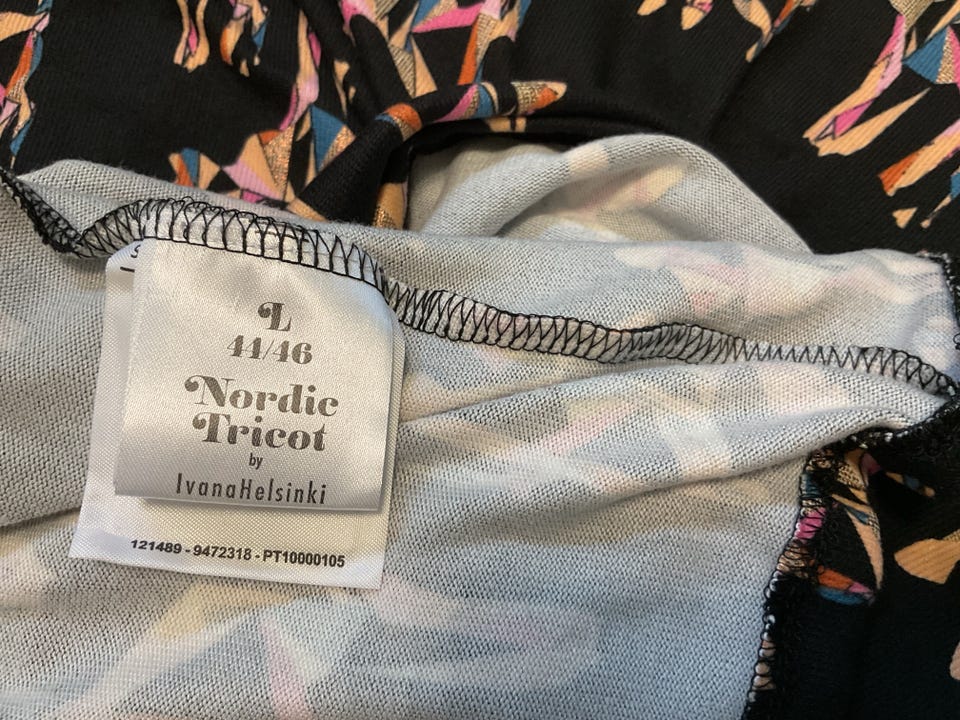 L
44/46
Nordic
Tricot
by
IvanaHelsinki
121489 - 9472318 - PT10000105